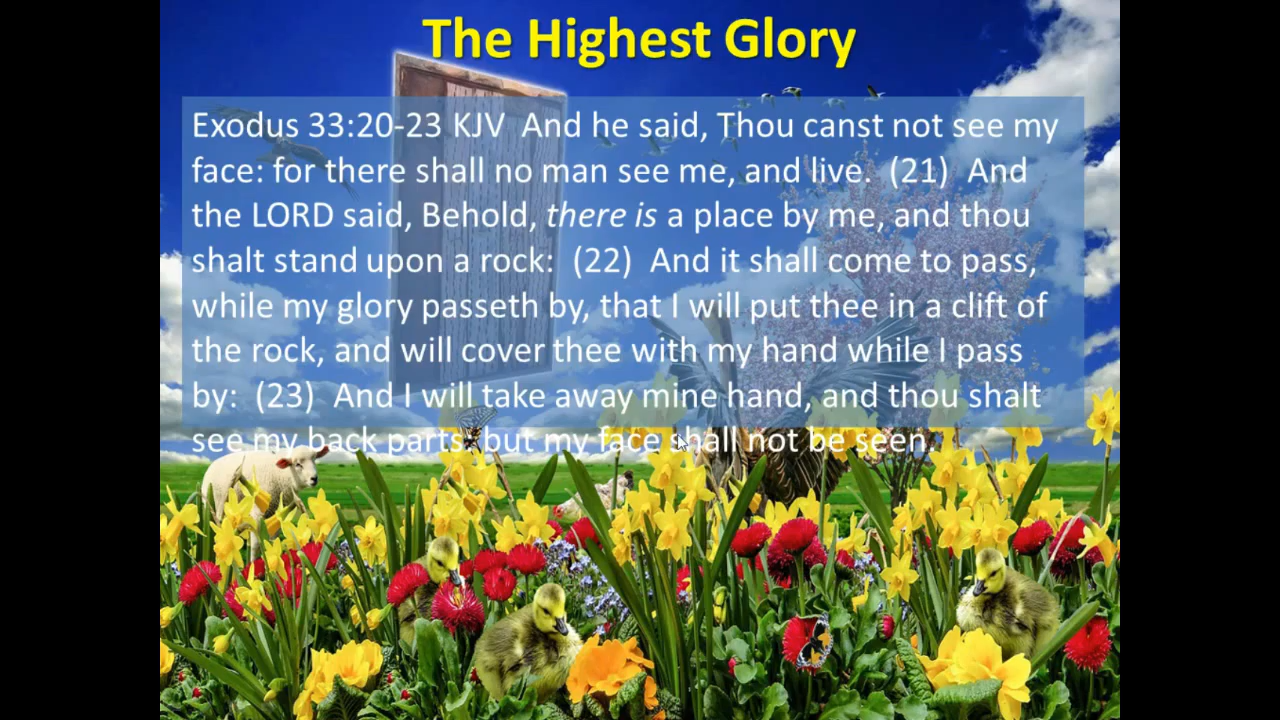 The Highest Glory
Exodus 33:20-23 KJV  And he said, Thou canst not see my
face: for there shall no man see me, and live.  (21)  And
the LORD said, Behold, there is a place by me, and thou
shalt stand upon a rock:  (22)  And it shall come to pass,
while my glory passeth by, that I will put thee in a clift of
the rock, and will cover thee with my hand while I pass
by:  (23)  And I will take away mine hand, and thou shalt
see my back parts: but my face shall not be seen.